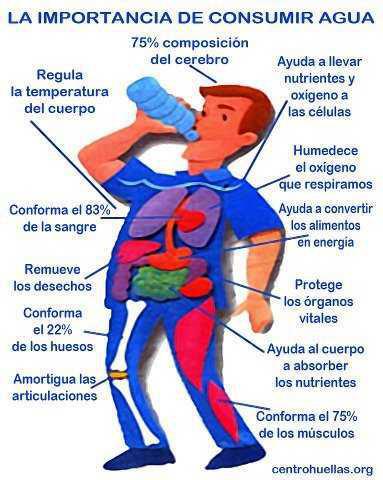 LA IMPORTANCIA DE CONSUMIR AGUA
75% composición
del cerebro
Regula
la temperatura
del cuerpo
Ayuda a llevar
nutrientes y
oxígeno a
las células
Humedece
el oxígeno
que respiramos
Conforma el 83%
de la sangre
Ayuda a convertir
los alimentos
en energía
Remueve
los desechos
Protege
los órganos
vitales
Conforma
el 22%
de los huesos
Ayuda al cuerpo
a absorber
los nutrientes
Amortigua las
articulaciones
Conforma el 75%
de los músculos
centrohuellas.org